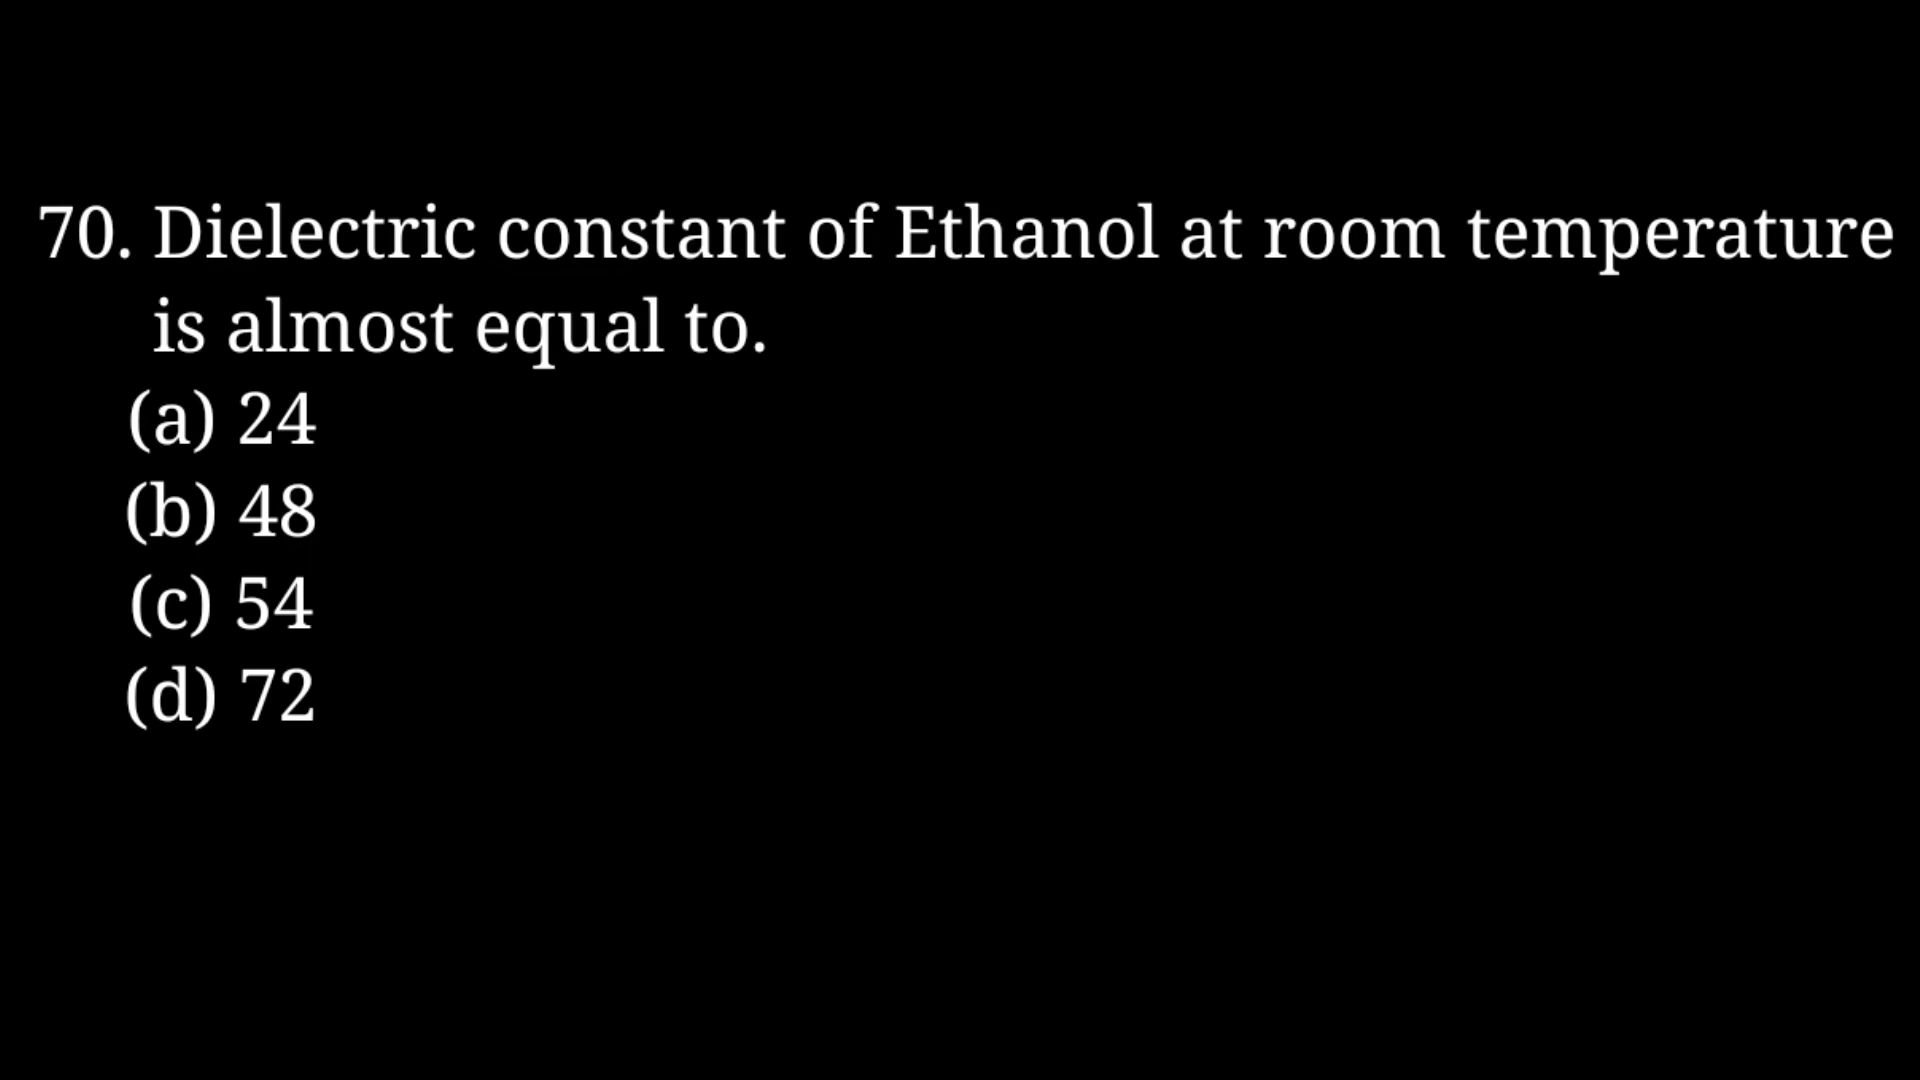 70. Dielectric constant of Ethanol at room temperature
is almost equal to.
(a) 24
(b) 48
(c) 54
(d) 72